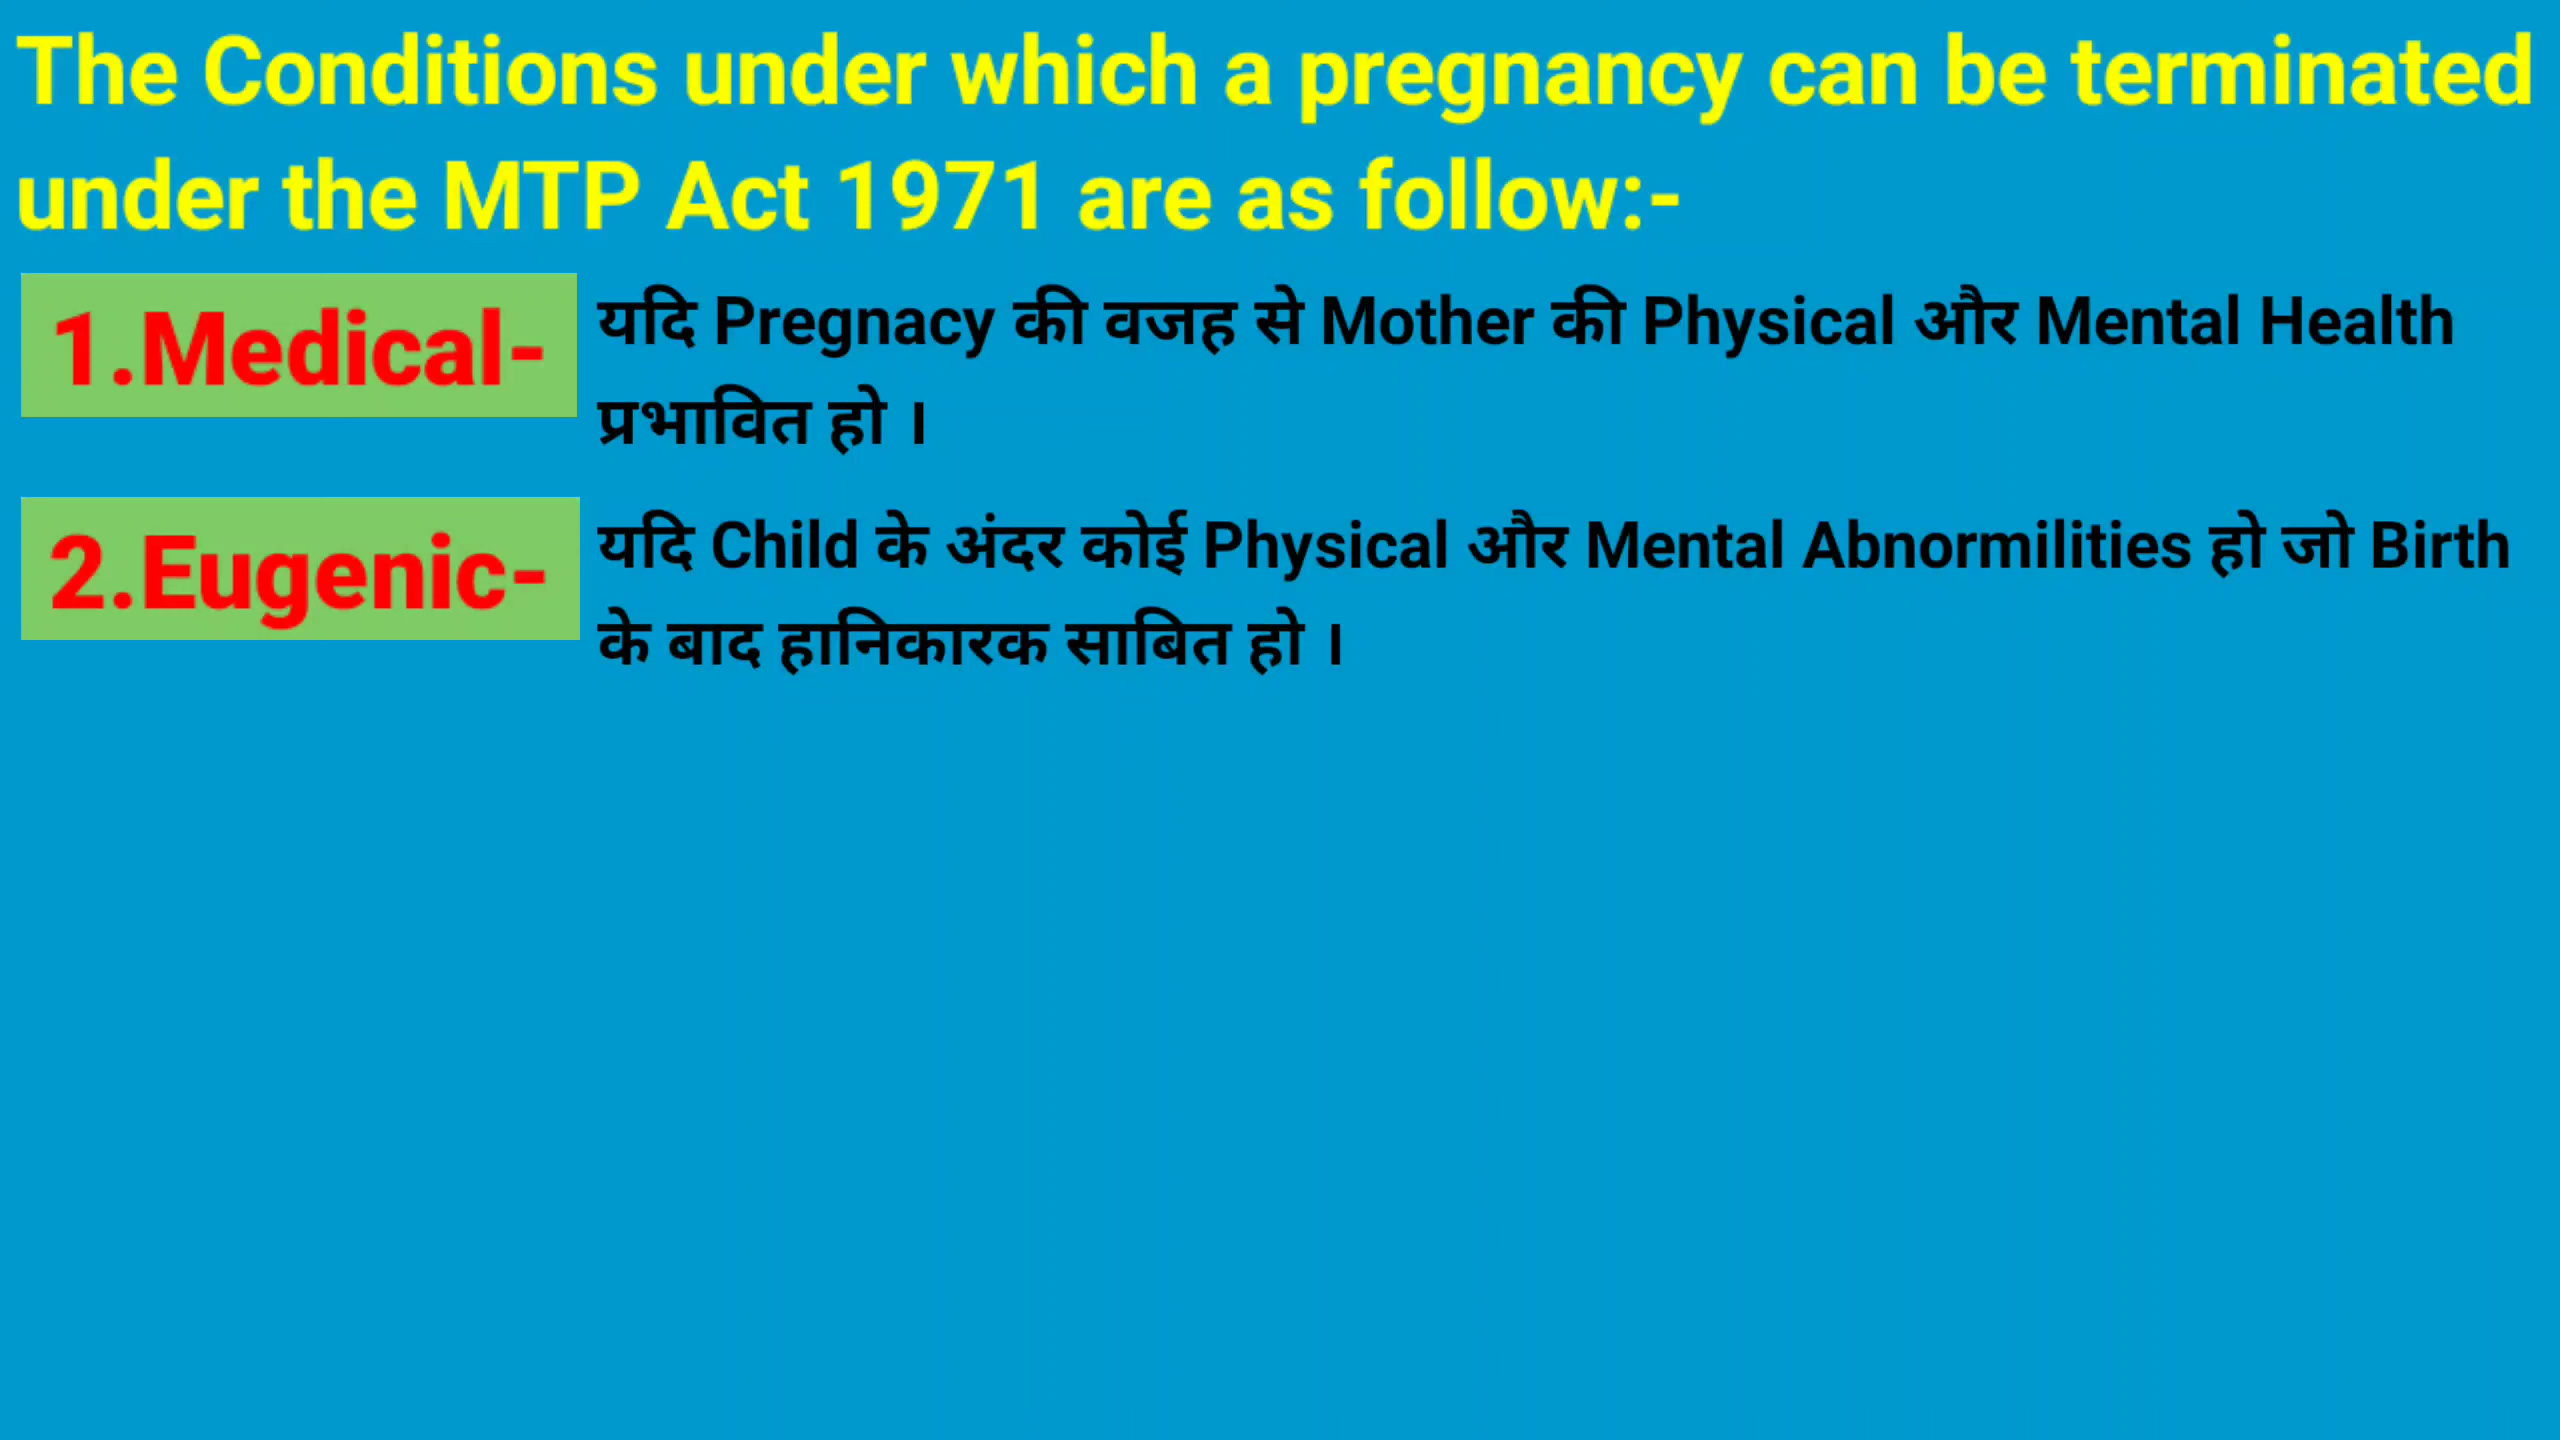 The Conditions under which a pregnancy can be terminated
under the MTP Act 1971 are as follow:-
1.Medical- यदि Pregnacy की वजह से Mother की Physical और Mental Health
प्रभावित हो ।
2.Eugenic- यदि Child के अंदर कोई Physical और Mental Abnormilities हो जो Birth
के बाद हानिकारक साबित हो ।